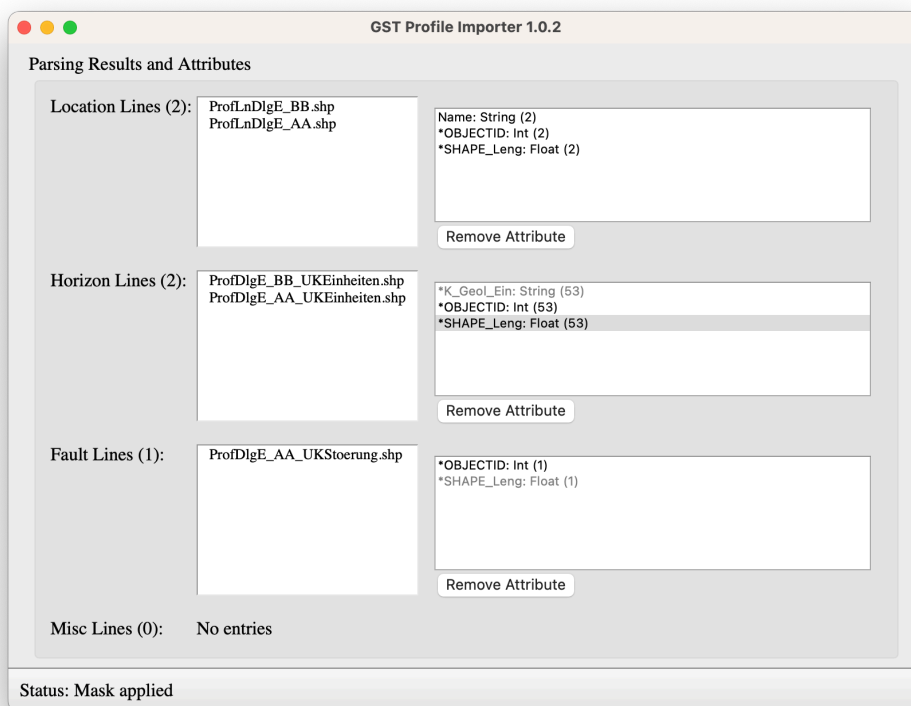 GST Profile Importer 1.0.2
Parsing Results and Attributes
Location Lines (2):
ProfLnDlgE_BB.shp
ProfLnDlgE_AA.shp
Name: String (2)
*OBJECTID: Int (2)
*SHAPE_Leng: Float (2)
Remove Attribute
Horizon Lines (2):
ProfDlgE_BB_UKEinheiten.shp
ProfDlgE_AA_UKEinheiten.shp
*K_Geol_Ein: String (53)
*OBJECTID: Int (53)
*SHAPE_Leng: Float (53)
Remove Attribute
Fault Lines (1):
ProfDlgE_AA_UKStoerung.shp
*OBJECTID: Int (1)
*SHAPE_Leng: Float (1)
Remove Attribute
Misc Lines (0):
No entries
Status: Mask applied